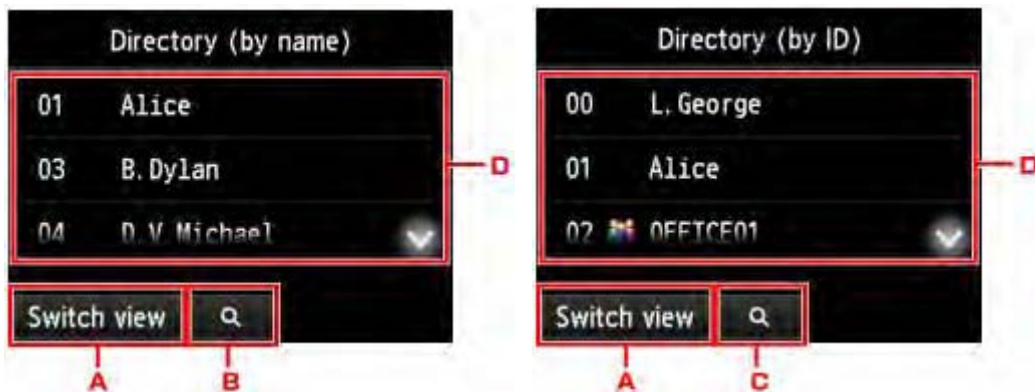 Directory (by name)
01 Alice
03 B.Dylan
04 D.V.Michael
D
Switch view
A
B
Directory (by ID)
00 L.George
01 Alice
02 OFFICE01
D
Switch view
A
C